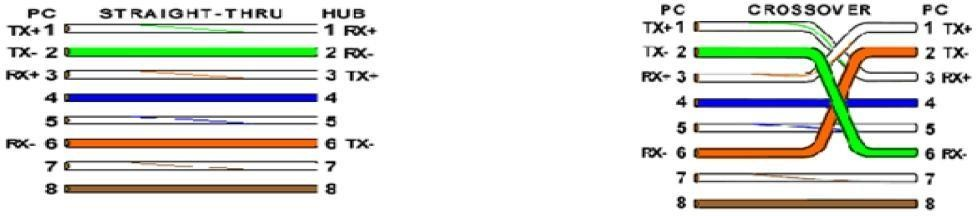 PC STRAIGHT-THRU HUB
TX+ 1 1 RX+
TX- 2 2 RX-
RX+ 3 3 TX+
4 4
5 5
RX- 6 6 TX-
7 7
8 8
PC CROSSOVER PC
TX+ 1 1 TX+
TX- 2 2 TX-
RX+ 3 3 RX+
4 4
5 5
RX- 6 6 RX-
7 7
8 8